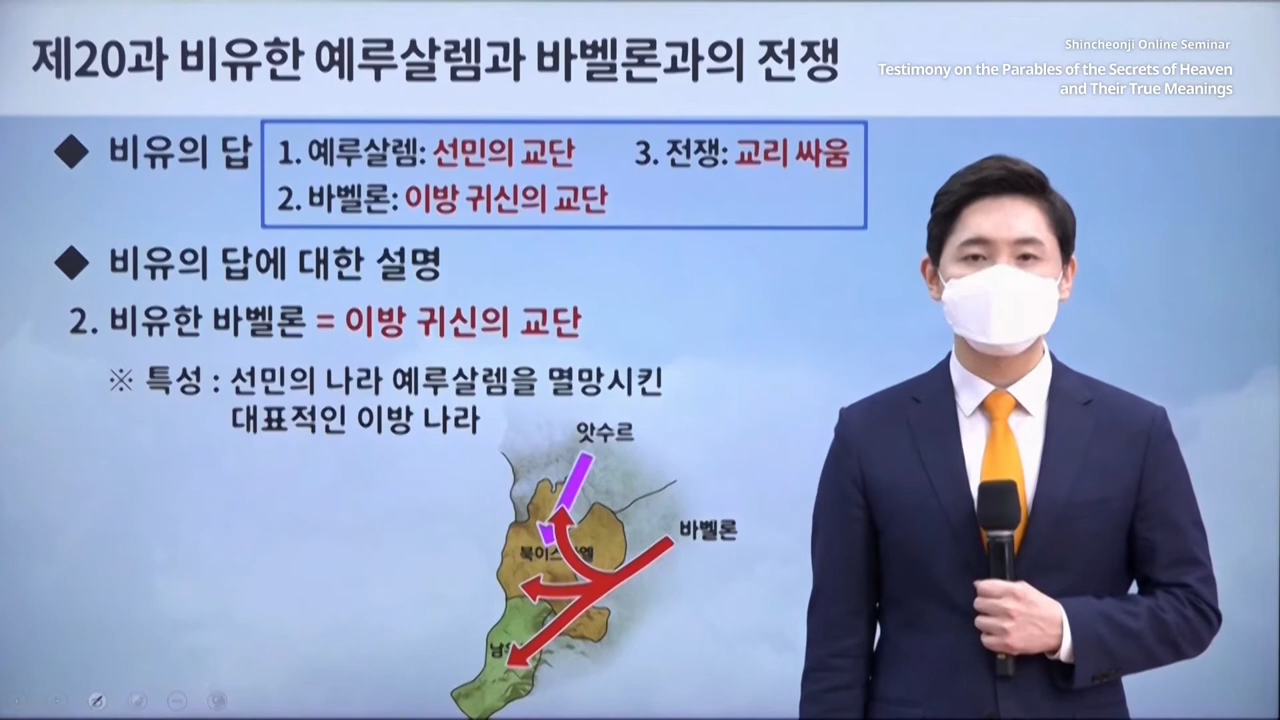 제20과 비유한 예루살렘과 바벨론과의 전쟁
Shincheonji Online Seminar
Testimony on the Parables of the Secrets of Heaven
and Their True Meanings
◆ 비유의 답
1. 예루살렘: 선민의 교단
3. 전쟁: 교리 싸움
2. 바벨론: 이방 귀신의 교단
◆ 비유의 답에 대한 설명
2. 비유한 바벨론 = 이방 귀신의 교단
※ 특성 : 선민의 나라 예루살렘을 멸망시킨
대표적인 이방 나라
앗수르
바벨론